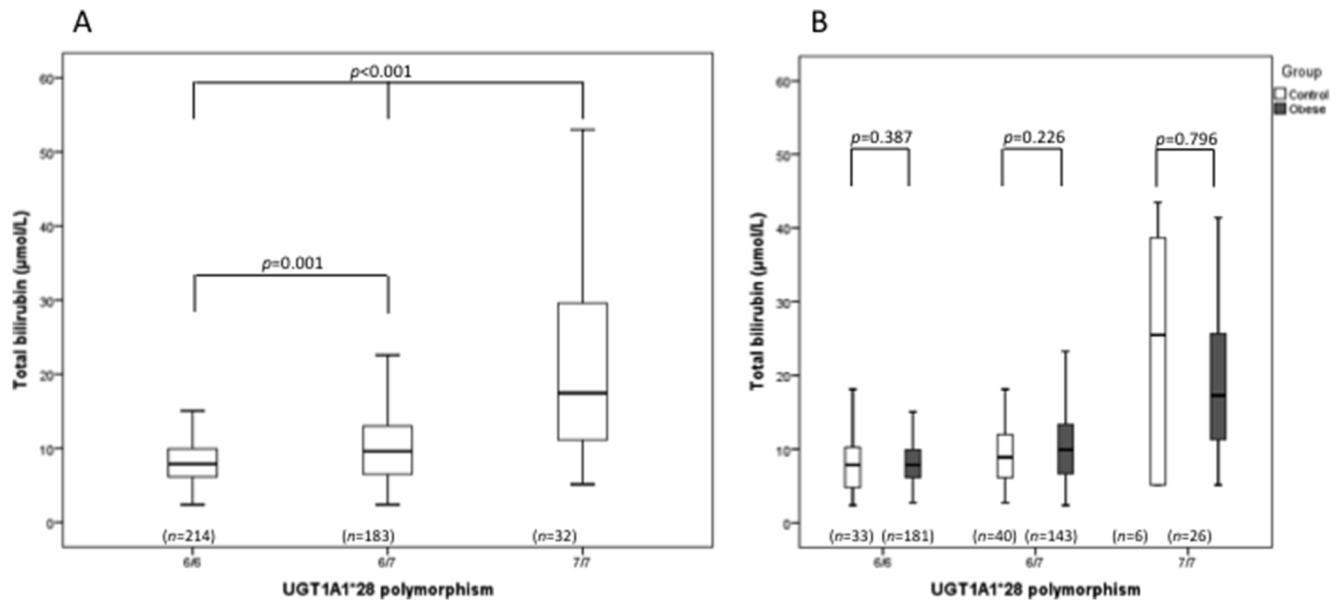 A
Total bilirubin (µmol/L)
60
50
40
30
20
10
0
p<0.001
p=0.001
(n=214) (n=183) (n=32)
6/6 6/7 7/7
UGT1A1*28 polymorphism
B
Total bilirubin (µmol/L)
60
50
40
30
20
10
0
Group
Control
Obese
p=0.387 p=0.226 p=0.796
(n=33) (n=181) (n=40) (n=143) (n=6) (n=26)
6/6 6/7 7/7
UGT1A1*28 polymorphism